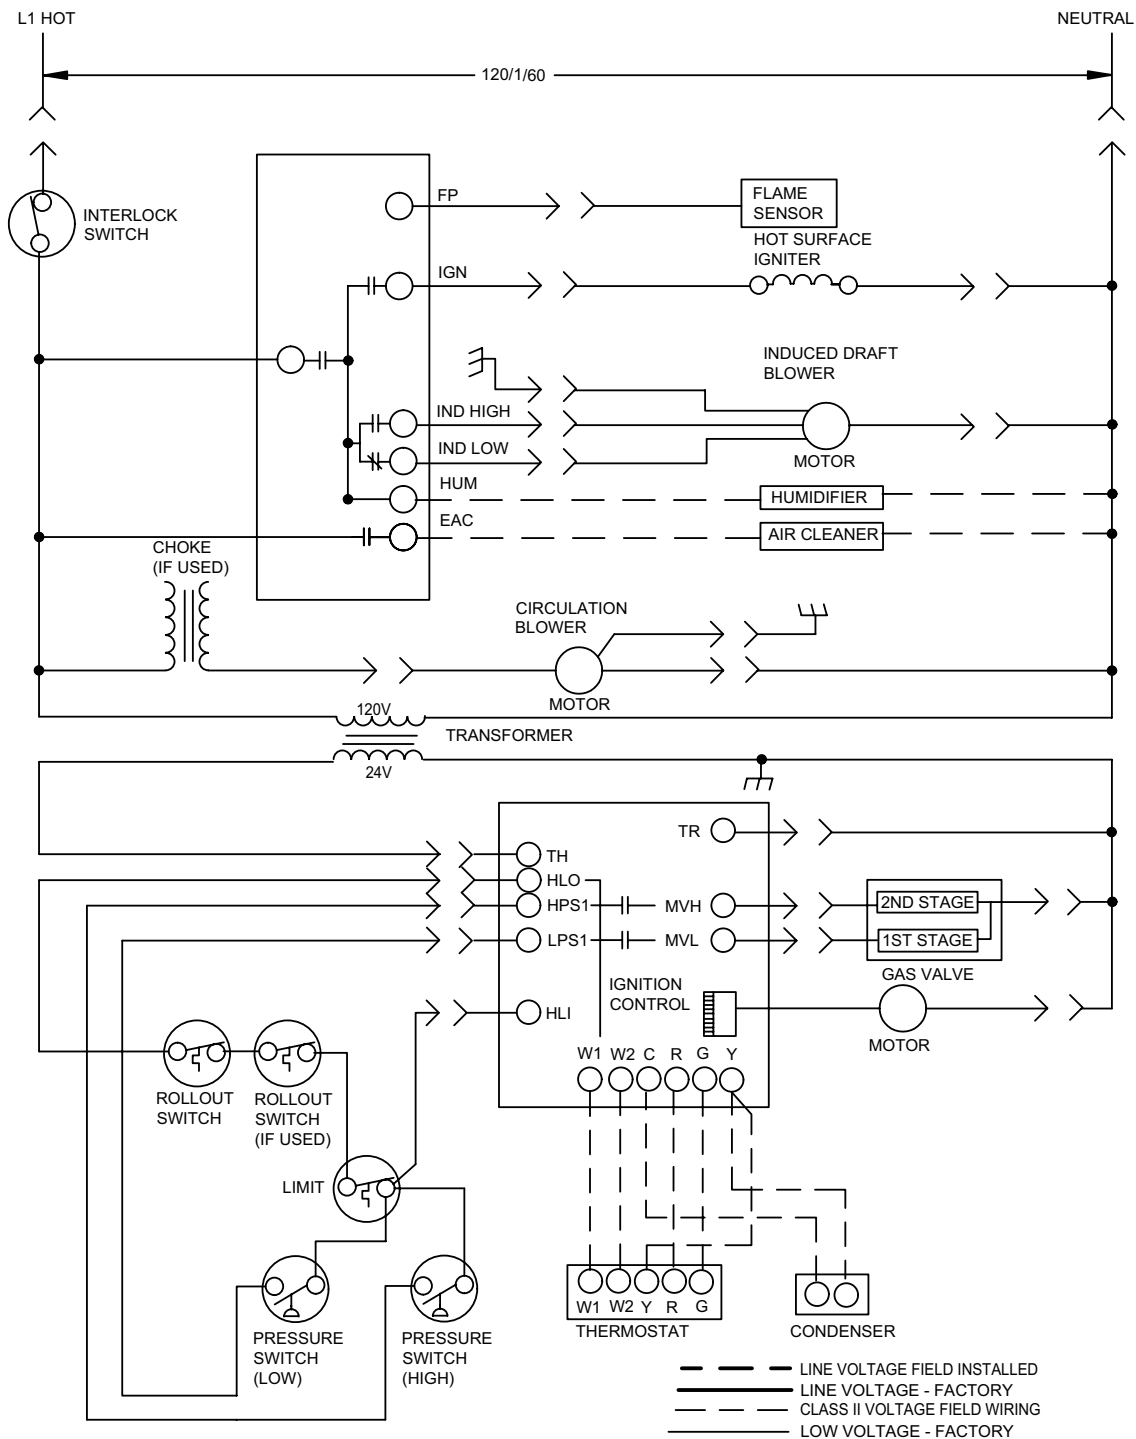 L1 HOT
NEUTRAL
120/1/60
INTERLOCK
SWITCH
FP
FLAME
SENSOR
HOT SURFACE
IGNITER
IGN
INDUCED DRAFT
BLOWER
IND HIGH
IND LOW
MOTOR
HUM
HUMIDIFIER
EAC
AIR CLEANER
CHOKE
(IF USED)
CIRCULATION
BLOWER
MOTOR
120V
TRANSFORMER
24V
TR
TH
HLO
HPS1
MVH
2ND STAGE
LPS1
MVL
1ST STAGE
GAS VALVE
IGNITION
CONTROL
HLI
MOTOR
W1 W2 C R G Y
ROLLOUT
SWITCH
ROLLOUT
SWITCH
(IF USED)
LIMIT
W1 W2 Y R G
THERMOSTAT
CONDENSER
PRESSURE
SWITCH
(LOW)
PRESSURE
SWITCH
(HIGH)
LINE VOLTAGE FIELD INSTALLED
LINE VOLTAGE - FACTORY
CLASS II VOLTAGE FIELD WIRING
LOW VOLTAGE - FACTORY